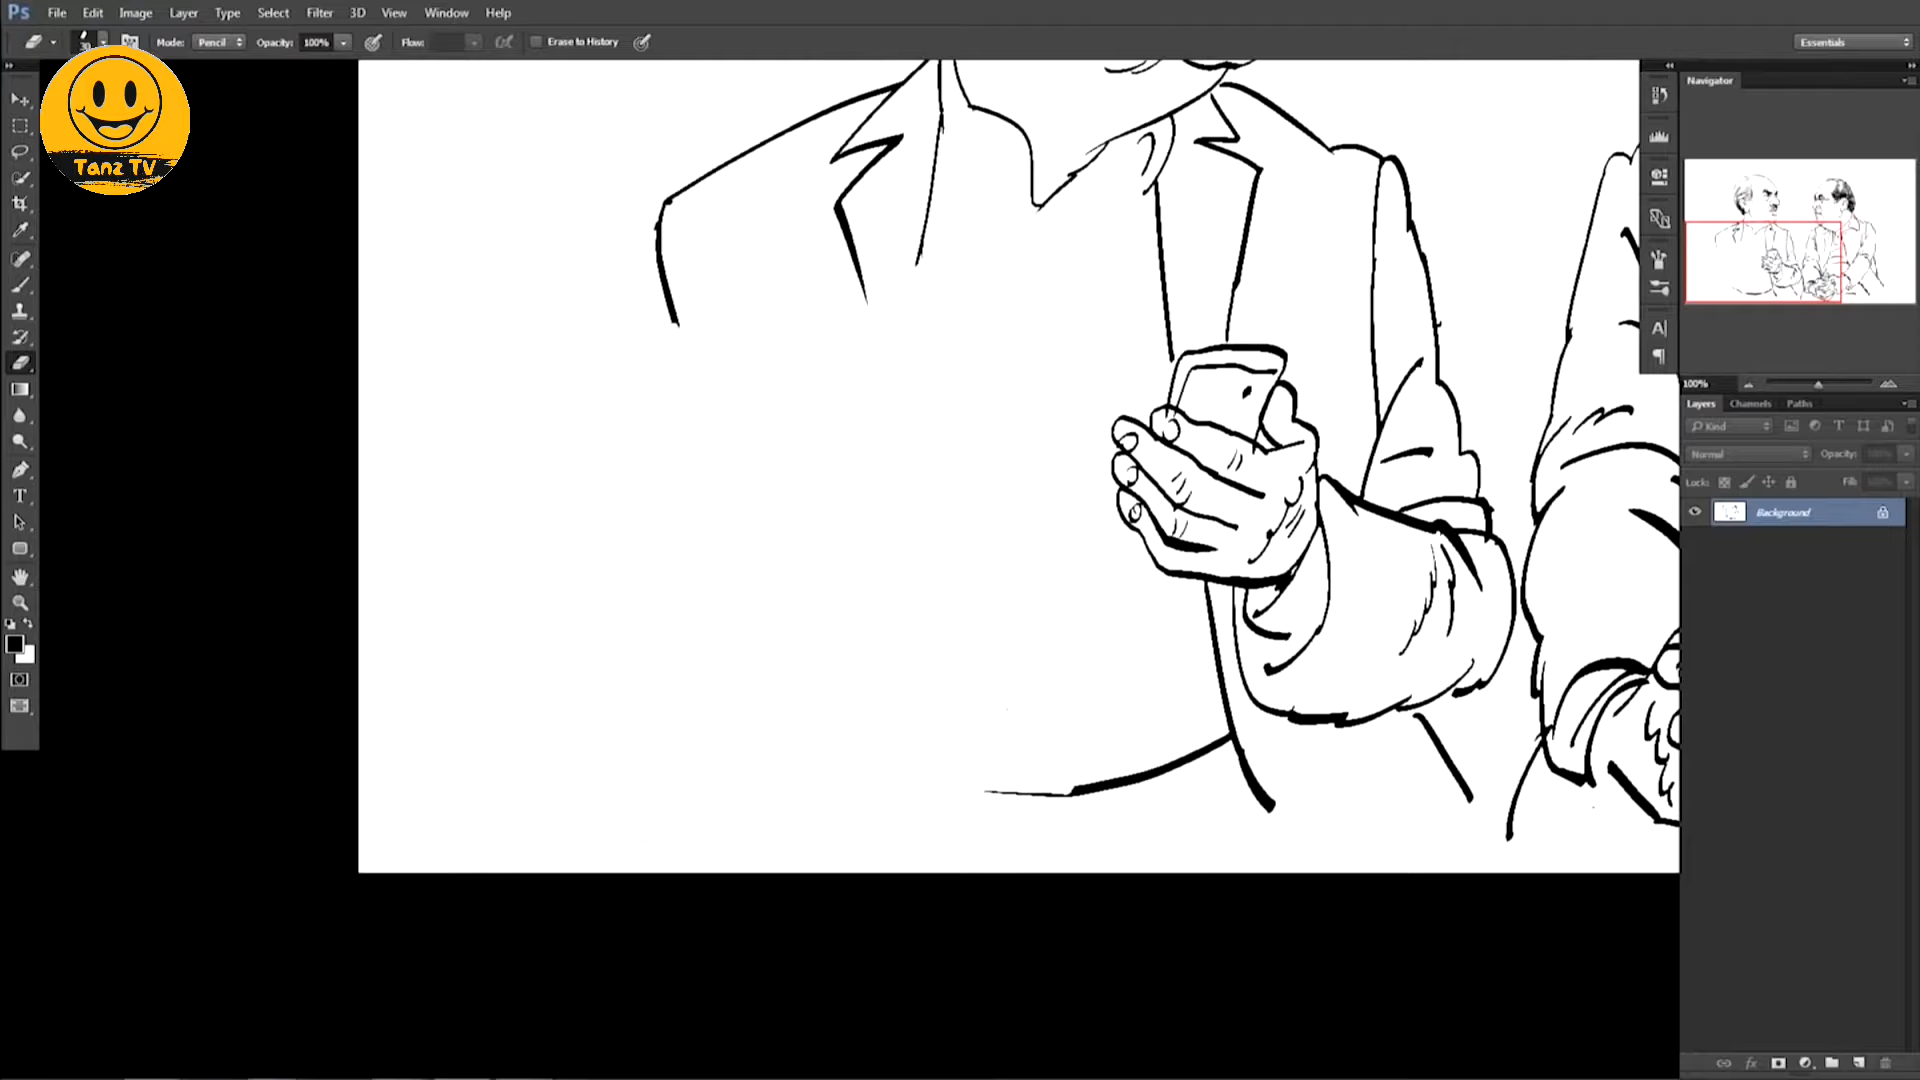 Ps File Edit Image Layer Type Select Filter 3D View Window Help
30 Mode: Pencil Opacity: 100% Flow: Erase to History Essentials
Tanz TV
Navigator
100%
Layers Channels Paths
Kind
Normal Opacity:
Lock: Fill:
Background